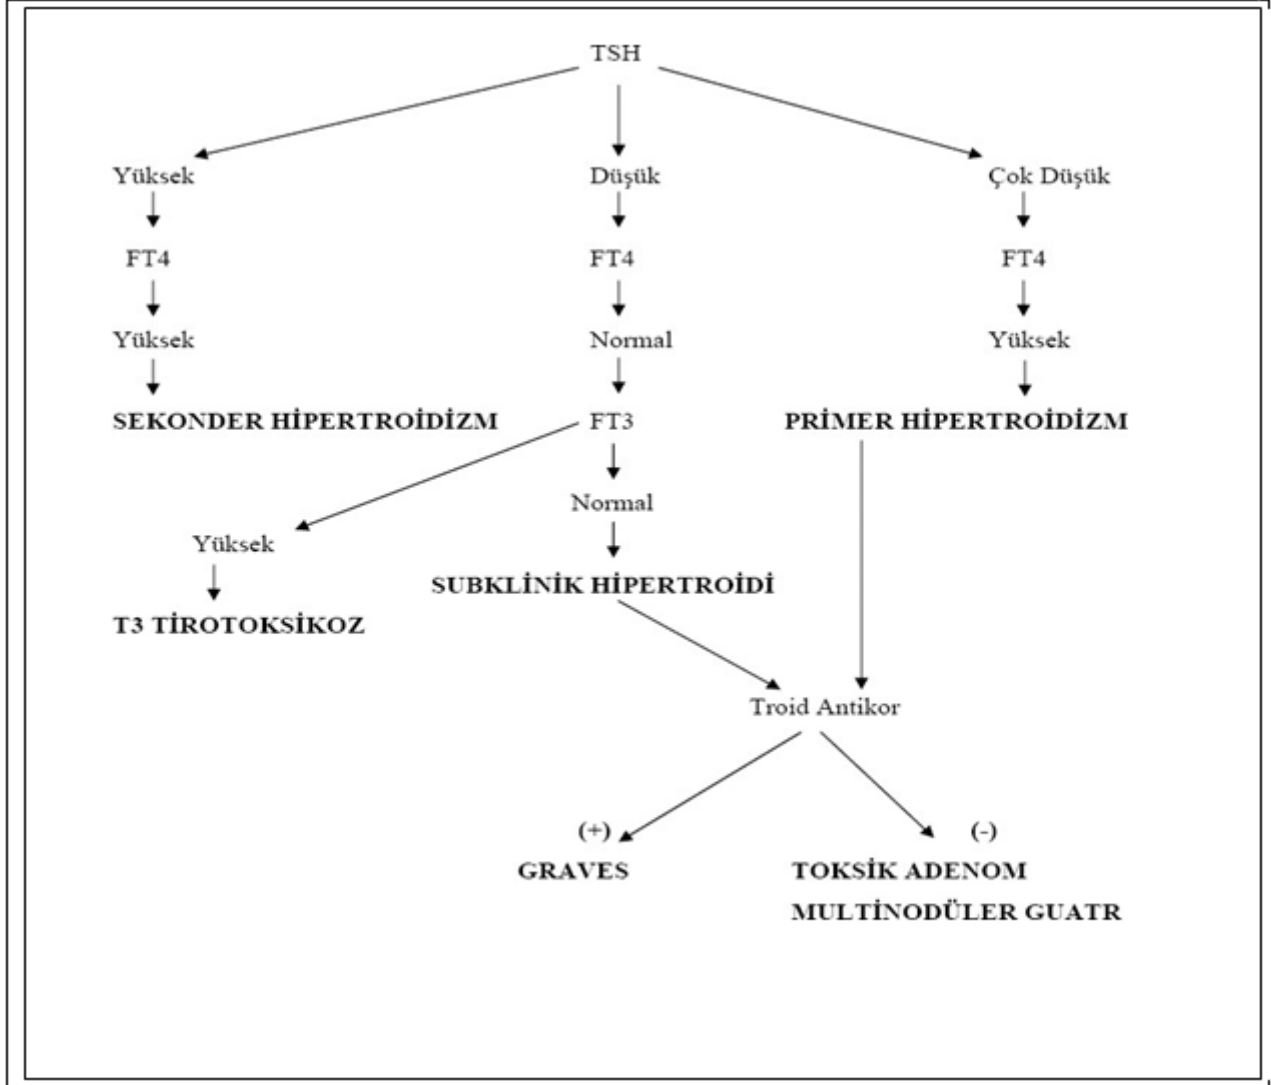 TSH
Yüksek Düşük Çok Düşük
FT4 FT4 FT4
Yüksek Normal Yüksek
SEKONDER HİPERTROİDİZM FT3 PRİMER HİPERTROİDİZM
Normal
Yüksek
SUBKLİNİK HİPERTROİDİ
T3 TİROTOKSİKOZ
Troid Antikor
(+) (-)
GRAVES TOKSİK ADENOM
MULTİNODÜLER GUATR